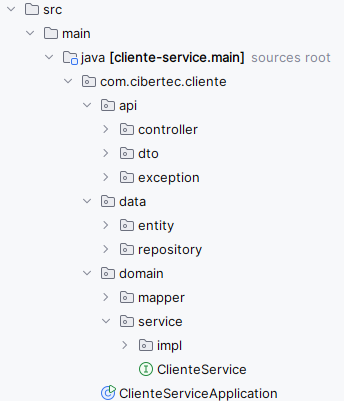 src
main
java [cliente-service.main] sources root
com.cibertec.cliente
api
controller
dto
exception
data
entity
repository
domain
mapper
service
impl
ClienteService
ClienteServiceApplication